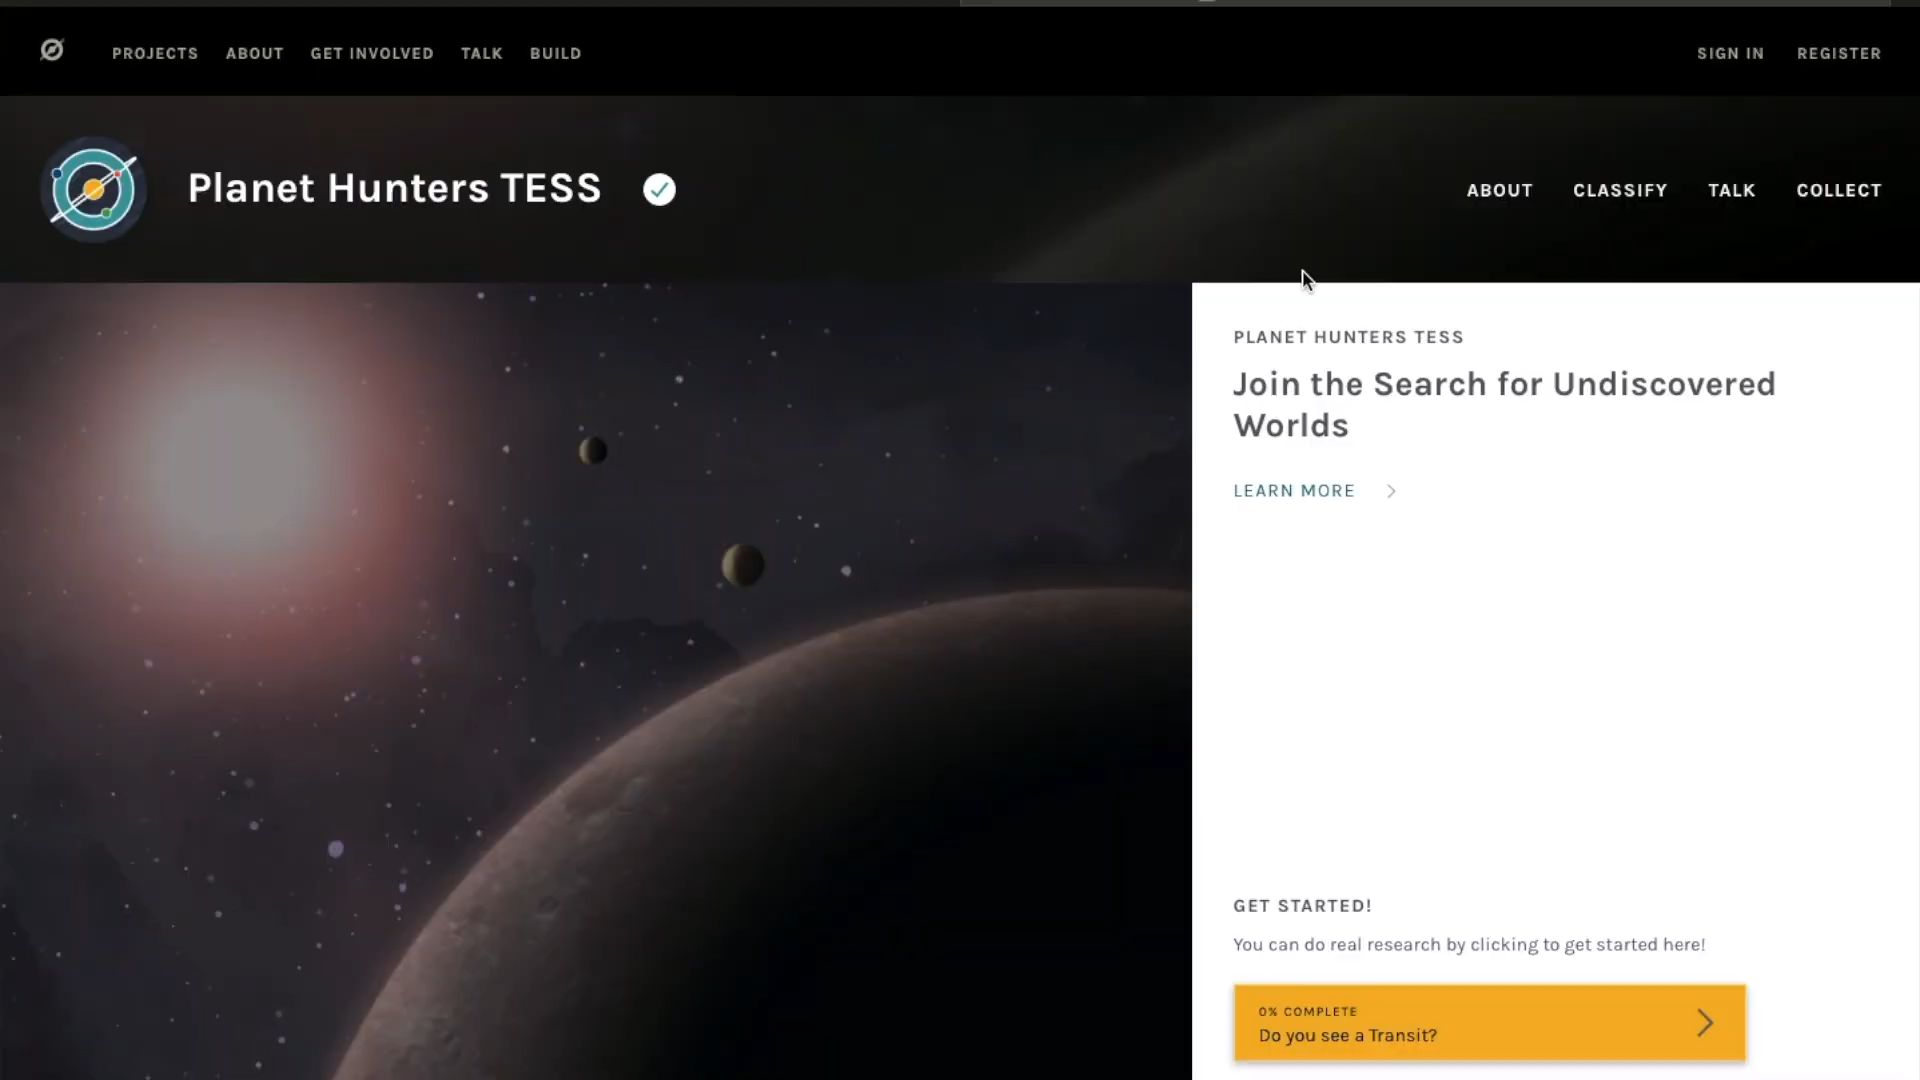 PROJECTS ABOUT GET INVOLVED TALK BUILD SIGN IN REGISTER
Planet Hunters TESS ABOUT CLASSIFY TALK COLLECT
PLANET HUNTERS TESS
Join the Search for Undiscovered
Worlds
LEARN MORE
GET STARTED!
You can do real research by clicking to get started here!
0% COMPLETE
Do you see a Transit?